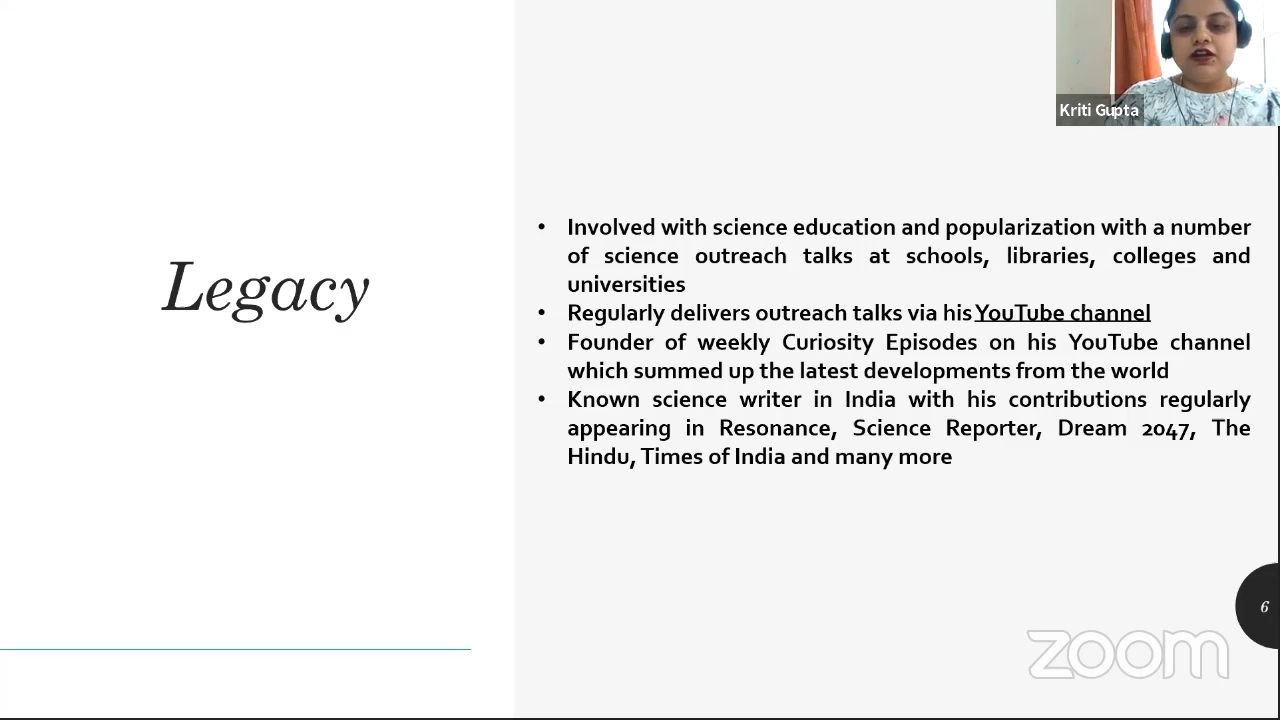 Kriti Gupta
Legacy
• Involved with science education and popularization with a number
of science outreach talks at schools, libraries, colleges and
universities
• Regularly delivers outreach talks via his YouTube channel
• Founder of weekly Curiosity Episodes on his YouTube channel
which summed up the latest developments from the world
• Known science writer in India with his contributions regularly
appearing in Resonance, Science Reporter, Dream 2047, The
Hindu, Times of India and many more
6
zoom